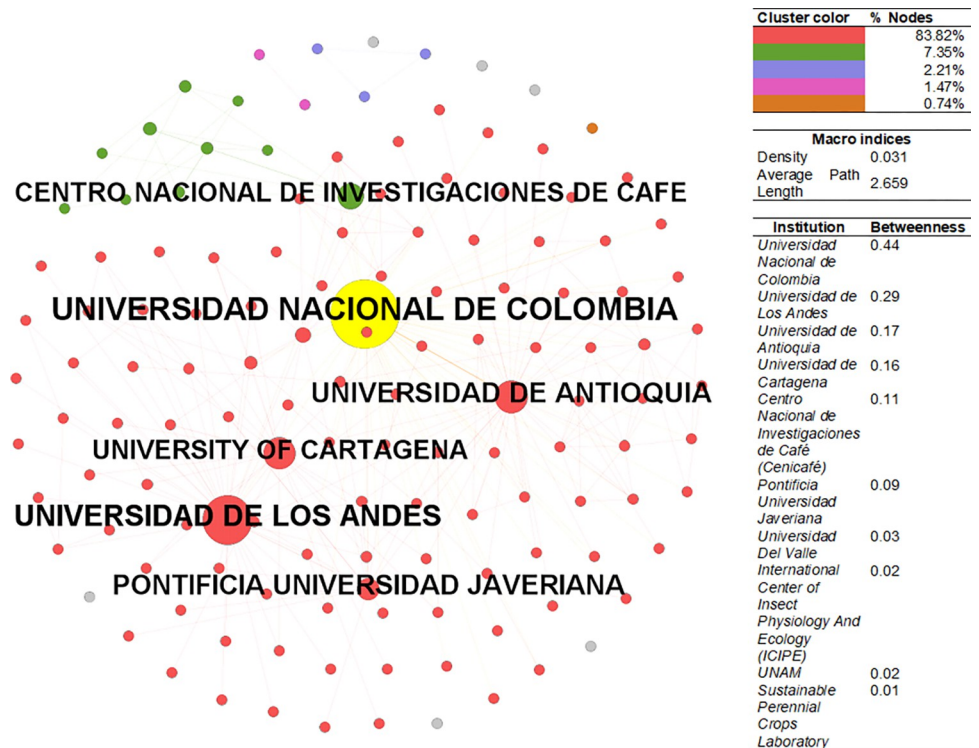 CENTRO NACIONAL DE INVESTIGACIONES DE CAFE
UNIVERSIDAD NACIONAL DE COLOMBIA
UNIVERSIDAD DE ANTIOQUIA
UNIVERSITY OF CARTAGENA
UNIVERSIDAD DE LOS ANDES
PONTIFICIA UNIVERSIDAD JAVERIANA
Cluster color % Nodes
83.82%
7.35%
2.21%
1.47%
0.74%
Macro indices
Density 0.031
Average Path
Length 2.659
Institution Betweenness
Universidad 0.44
Nacional de
Colombia
Universidad de 0.29
Los Andes
Universidad de 0.17
Antioquia
Universidad de 0.16
Cartagena
Centro 0.11
Nacional de
Investigaciones
de Café
(Cenicafé)
Pontificia 0.09
Universidad
Javeriana
Universidad 0.03
Del Valle
International 0.02
Center of
Insect
Physiology And
Ecology
(ICIPE)
UNAM 0.02
Sustainable 0.01
Perennial
Crops
Laboratory